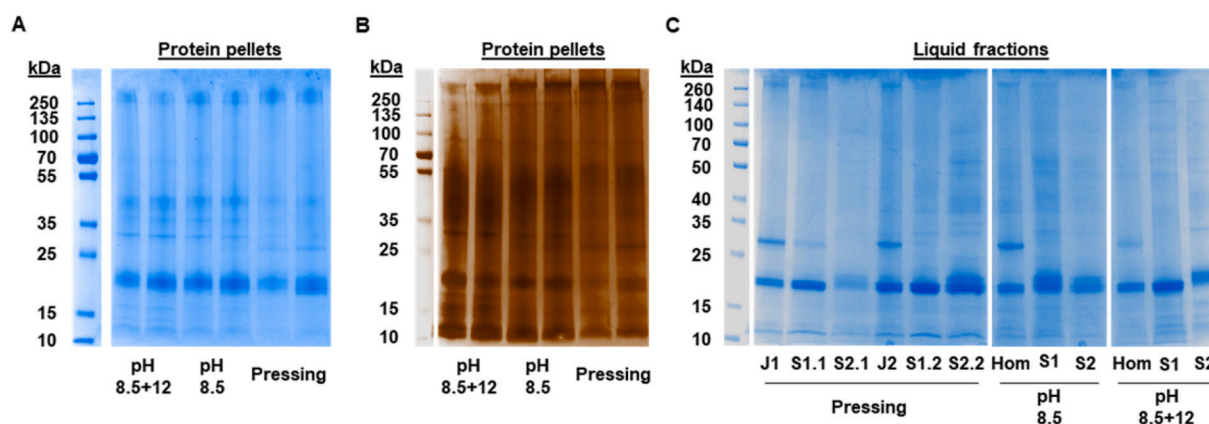 A
Protein pellets
kDa
250
135
100
70
55
35
25
15
10
pH
8.5+12
pH
8.5
Pressing
B
Protein pellets
kDa
250
135
100
70
55
35
25
15
10
pH
8.5+12
pH
8.5
Pressing
C
Liquid fractions
kDa
260
140
100
70
50
40
35
25
15
10
J1 S1.1 S2.1 J2 S1.2 S2.2 Hom S1 S2 Hom S1 S2
Pressing
pH
8.5
pH
8.5+12